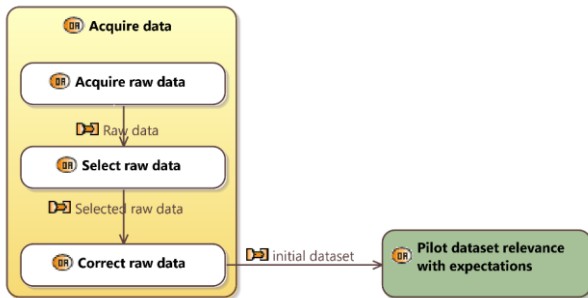 Acquire data
Acquire raw data
Raw data
Select raw data
Selected raw data
Correct raw data
initial dataset
Pilot dataset relevance
with expectations